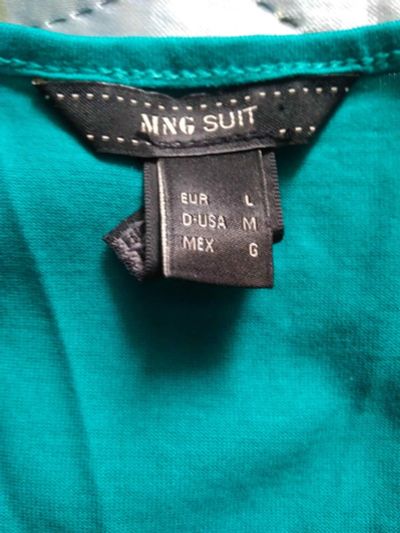 MNG SUIT
EUR L
D-USA M
MEX G